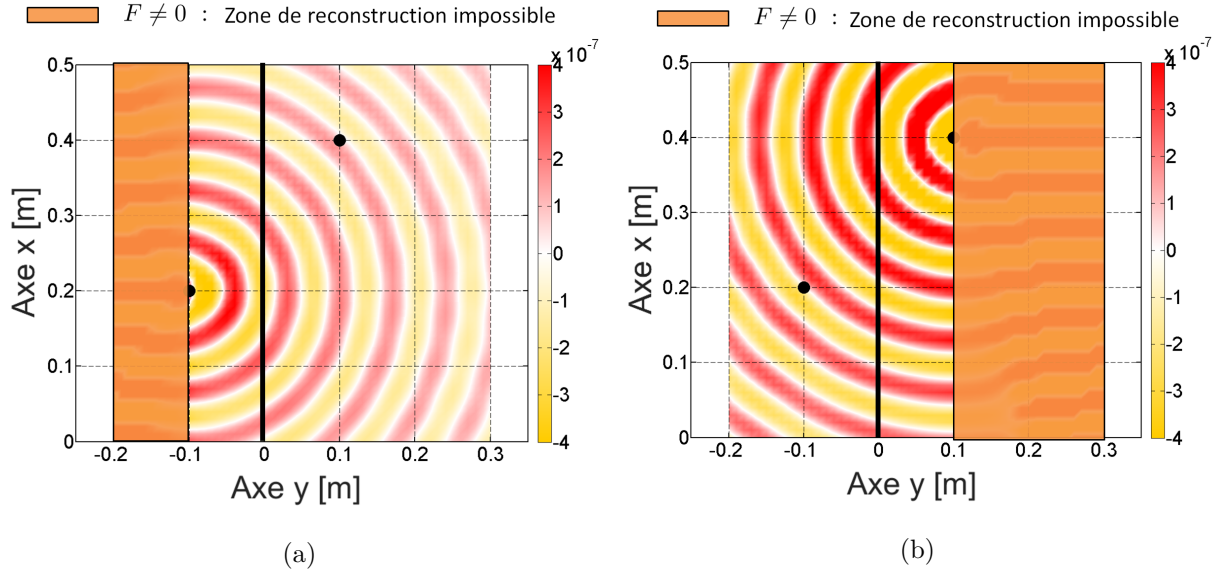 F ≠ 0 : Zone de reconstruction impossible
F ≠ 0 : Zone de reconstruction impossible
x 10⁻⁷
0.5
0.4
0.3
0.2
0.1
0
Axe x [m]
-0.2 -0.1 0 0.1 0.2 0.3
Axe y [m]
4
3
2
1
0
-1
-2
-3
-4
(a)
x 10⁻⁷
0.5
0.4
0.3
0.2
0.1
0
Axe x [m]
-0.2 -0.1 0 0.1 0.2 0.3
Axe y [m]
4
3
2
1
0
-1
-2
-3
-4
(b)